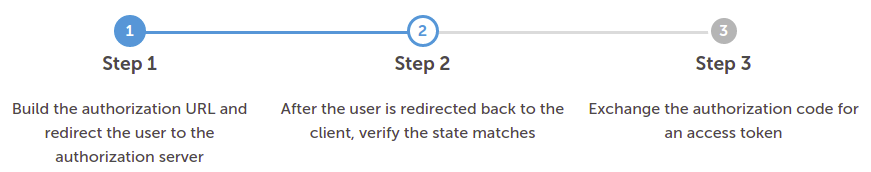 1 2 3
Step 1 Step 2 Step 3
Build the authorization URL and
redirect the user to the
authorization server
After the user is redirected back to the
client, verify the state matches
Exchange the authorization code for
an access token